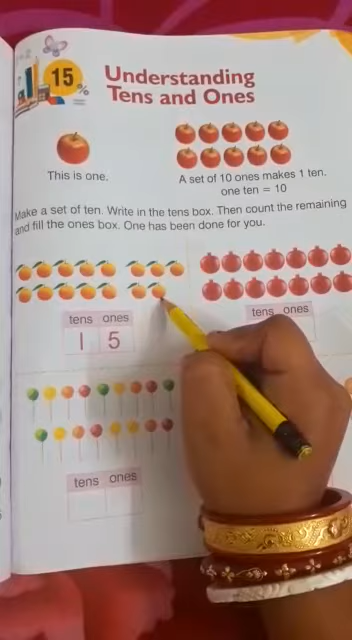 15
Understanding
Tens and Ones
This is one.
A set of 10 ones makes 1 ten.
one ten = 10
Make a set of ten. Write in the tens box. Then count the remaining
and fill the ones box. One has been done for you.
tens ones
1 5
tens ones
tens ones